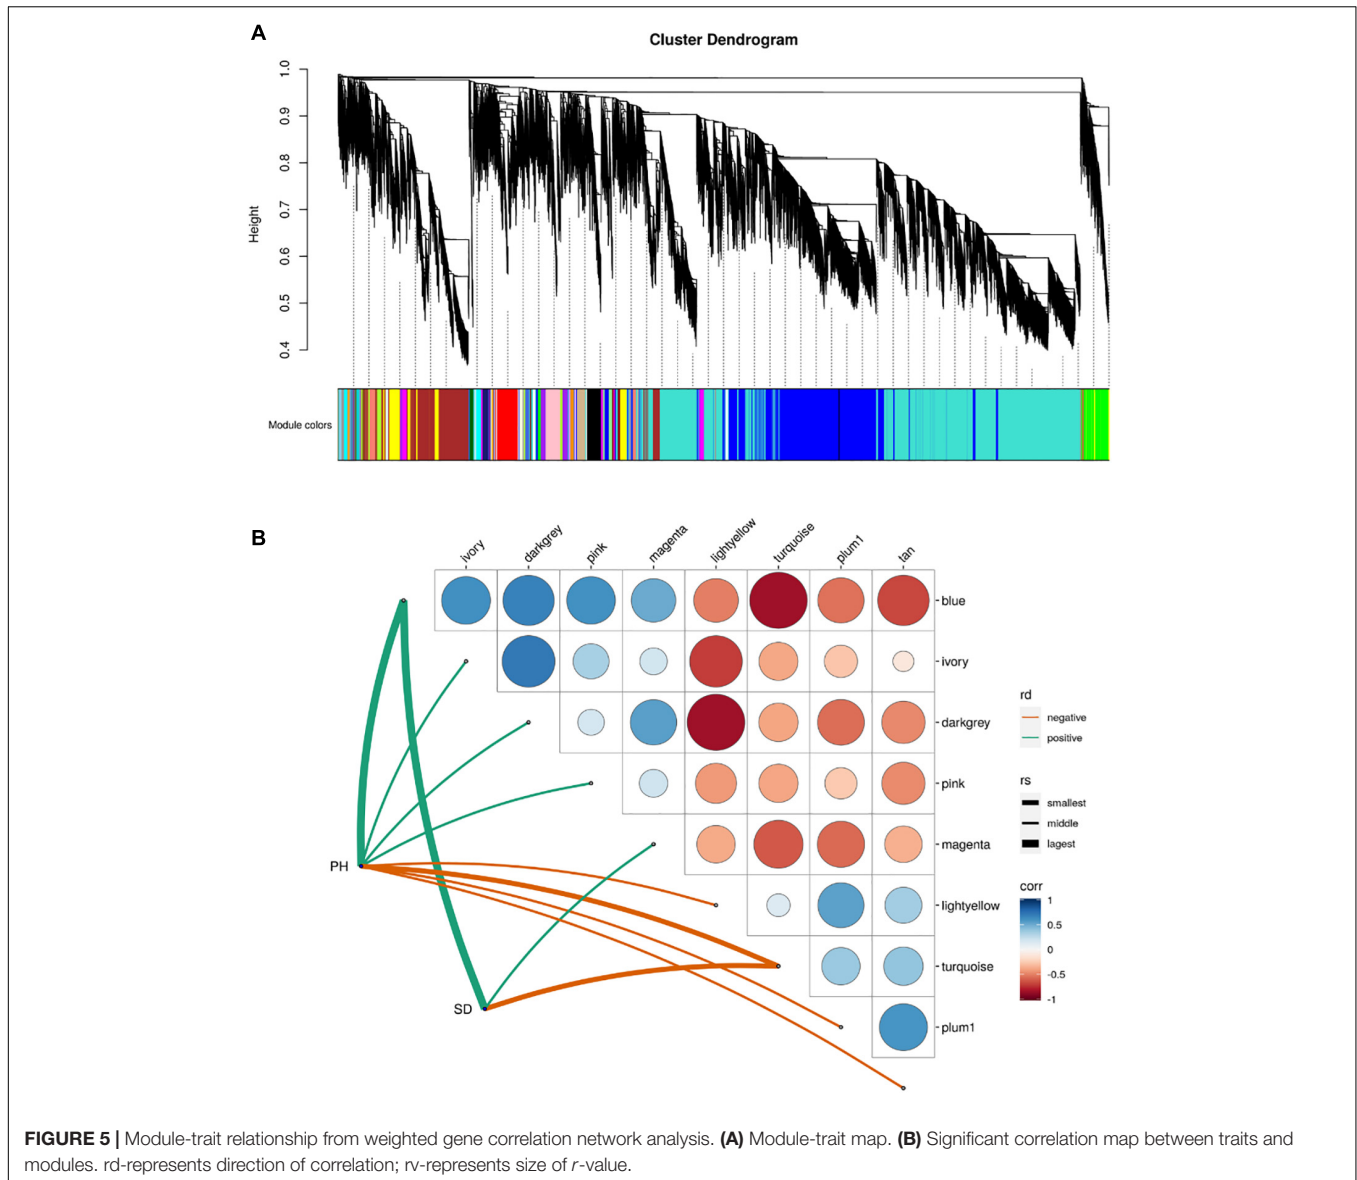 A
Cluster Dendrogram
Height
1.0
0.9
0.8
0.7
0.6
0.5
0.4
Module colors
B
ivory
darkgrey
pink
magenta
lightyellow
turquoise
plum1
tan
blue
ivory
darkgrey
pink
magenta
lightyellow
turquoise
plum1
PH
SD
rd
negative
positive
rs
smallest
middle
lagest
corr
1
0.5
0
-0.5
-1
FIGURE 5 | Module-trait relationship from weighted gene correlation network analysis. (A) Module-trait map. (B) Significant correlation map between traits and
modules. rd-represents direction of correlation; rv-represents size of r-value.